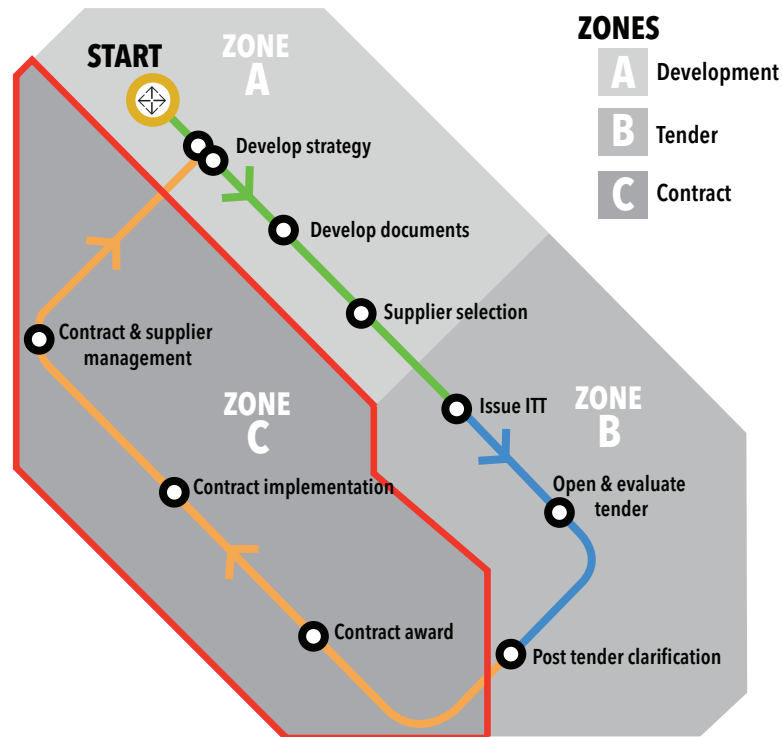 START
ZONE
A
ZONES
A Development
B Tender
C Contract
Develop strategy
Develop documents
Supplier selection
Issue ITT
ZONE
B
Open & evaluate
tender
Post tender clarification
Contract award
Contract implementation
ZONE
C
Contract & supplier
management